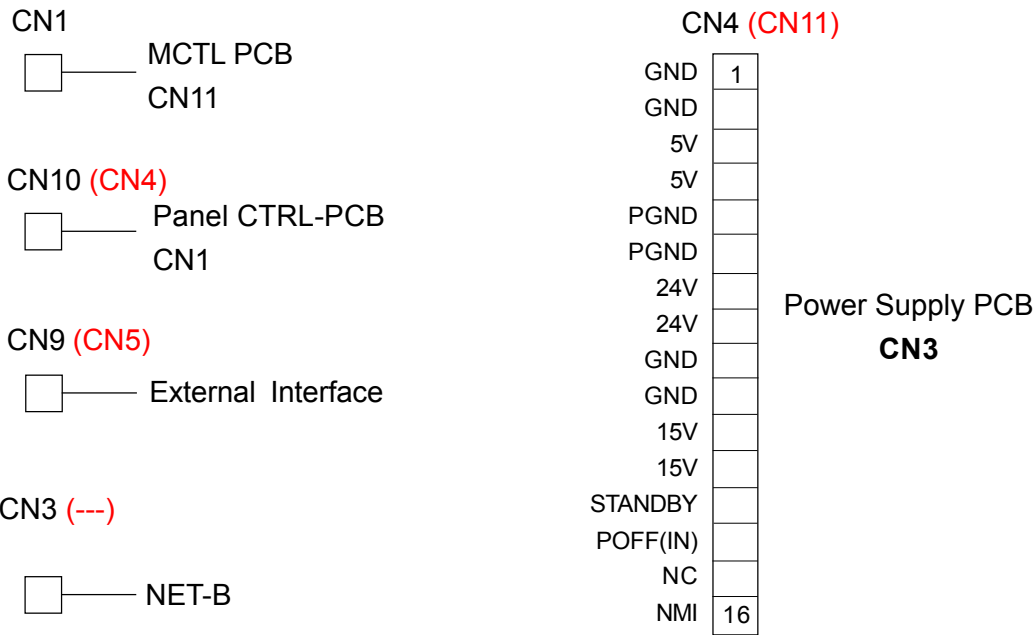 CN1
MCTL PCB
CN11
CN10 (CN4)
Panel CTRL-PCB
CN1
CN9 (CN5)
External Interface
CN3 (---)
NET-B
CN4 (CN11)
GND 1
GND
5V
5V
PGND
PGND
24V
24V
GND
GND
15V
15V
STANDBY
POFF(IN)
NC
NMI 16
Power Supply PCB
CN3